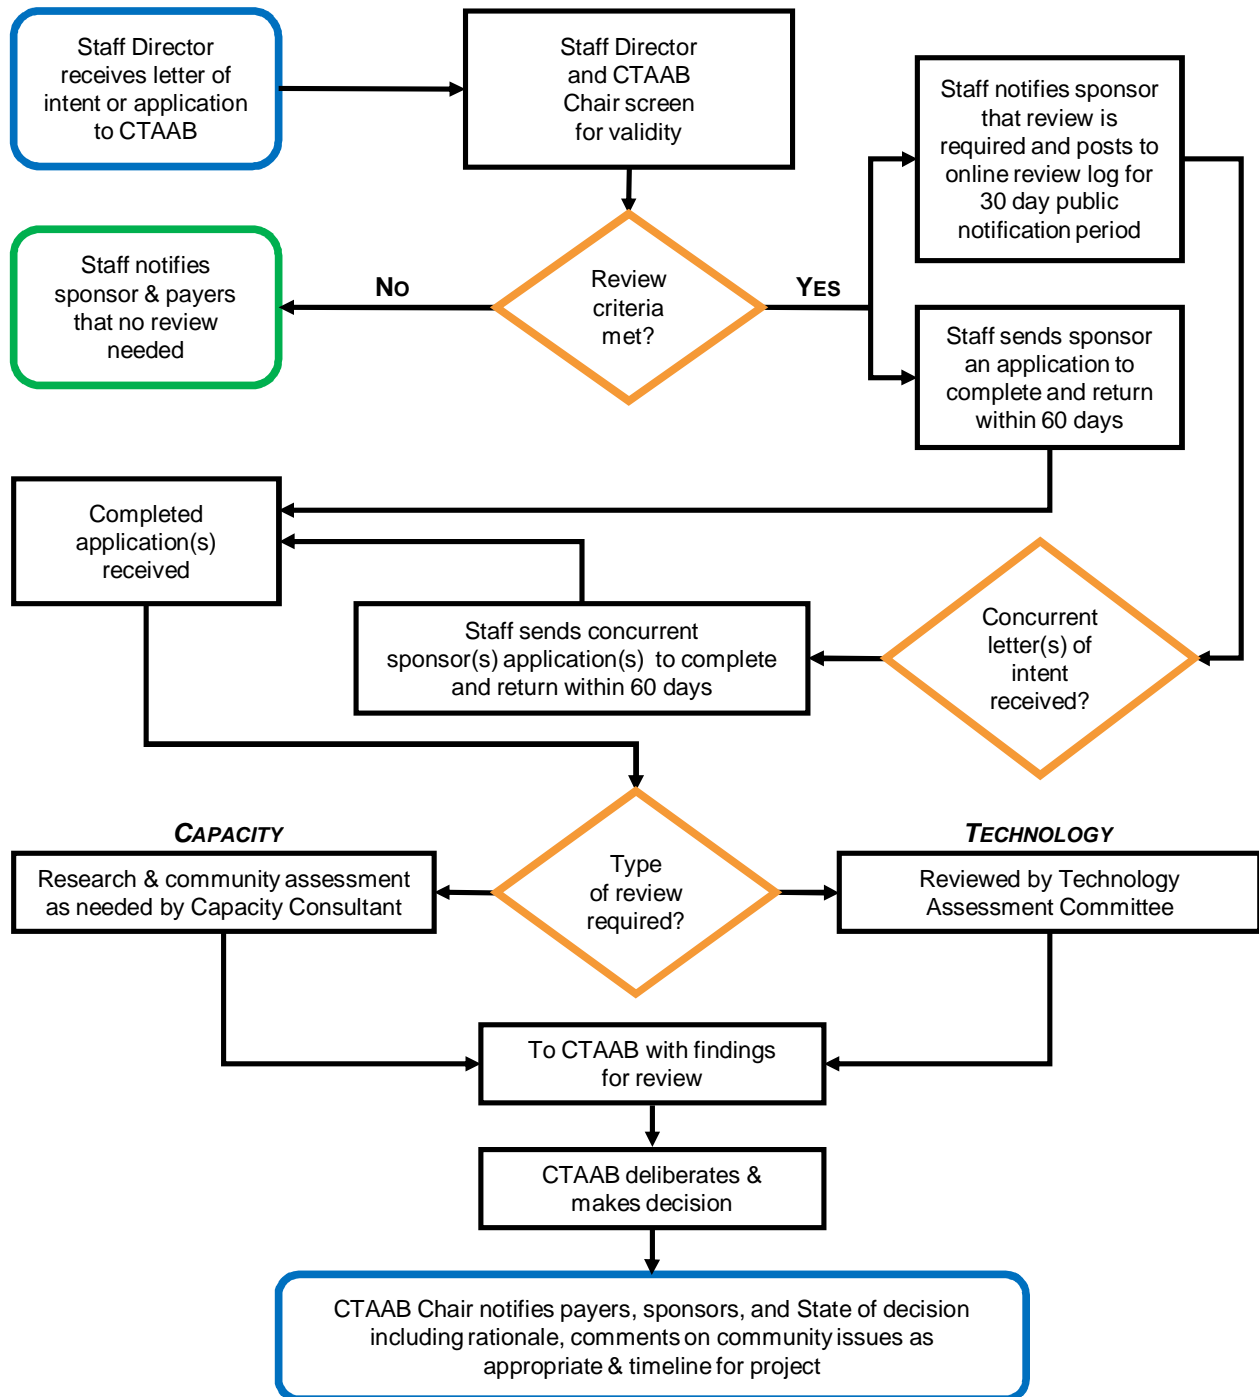 Staff Director
receives letter of
intent or application
to CTAAB
Staff Director
and CTAAB
Chair screen
for validity
Staff notifies sponsor
that review is
required and posts to
online review log for
30 day public
notification period
Staff notifies
sponsor & payers
that no review
needed
NO
Review
criteria
met?
YES
Staff sends sponsor
an application to
complete and return
within 60 days
Completed
application(s)
received
Staff sends concurrent
sponsor(s) application(s) to complete
and return within 60 days
Concurrent
letter(s) of
intent
received?
CAPACITY
Research & community assessment
as needed by Capacity Consultant
Type
of review
required?
TECHNOLOGY
Reviewed by Technology
Assessment Committee
To CTAAB with findings
for review
CTAAB deliberates &
makes decision
CTAAB Chair notifies payers, sponsors, and State of decision
including rationale, comments on community issues as
appropriate & timeline for project